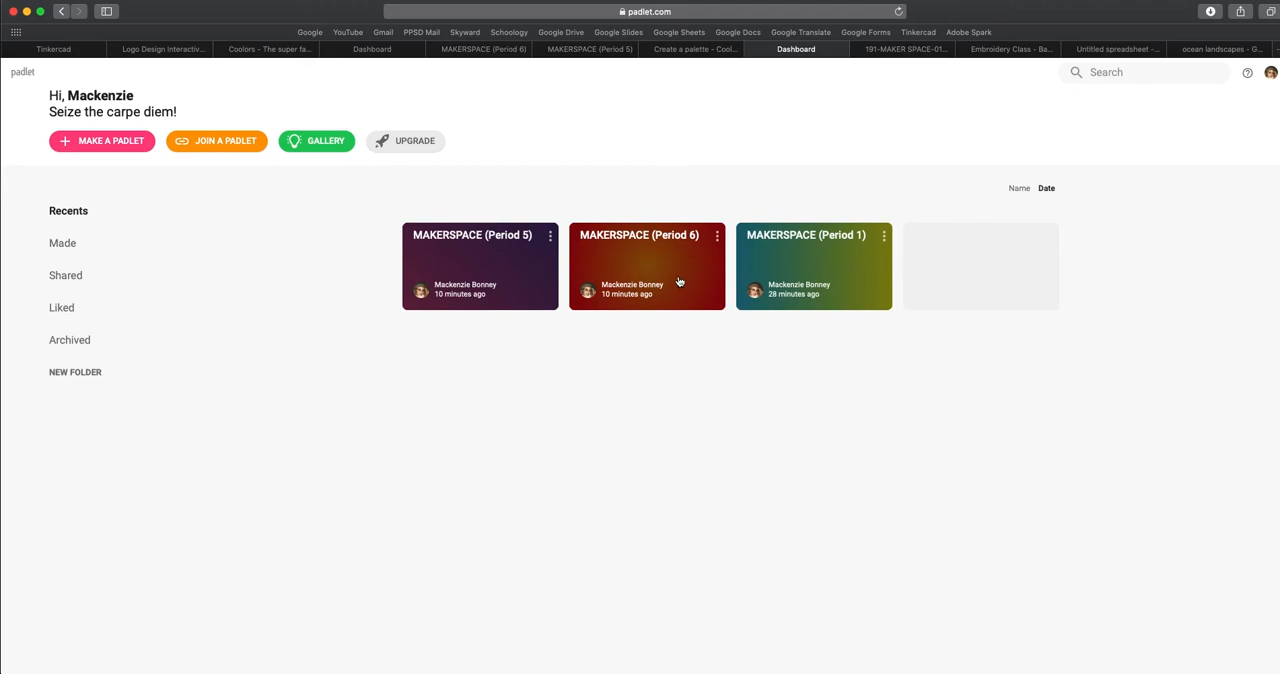 padlet.com
Google YouTube Gmail PPSD Mail Skyward Schoology Google Drive Google Slides Google Sheets Google Docs Google Translate Google Forms Tinkercad Adobe Spark
Tinkercad Logo Design Interactiv... Coolors - The super fa... Dashboard MAKERSPACE (Period 6) MAKERSPACE (Period 5) Create a palette - Cool... Dashboard 191-MAKER SPACE-01... Embroidery Class - Ba... Untitled spreadsheet -... ocean landscapes - G...
padlet
Search
Hi, Mackenzie
Seize the carpe diem!
MAKE A PADLET JOIN A PADLET GALLERY UPGRADE
Name Date
Recents
Made
Shared
Liked
Archived
NEW FOLDER
MAKERSPACE (Period 5)
Mackenzie Bonney
10 minutes ago
MAKERSPACE (Period 6)
Mackenzie Bonney
10 minutes ago
MAKERSPACE (Period 1)
Mackenzie Bonney
28 minutes ago